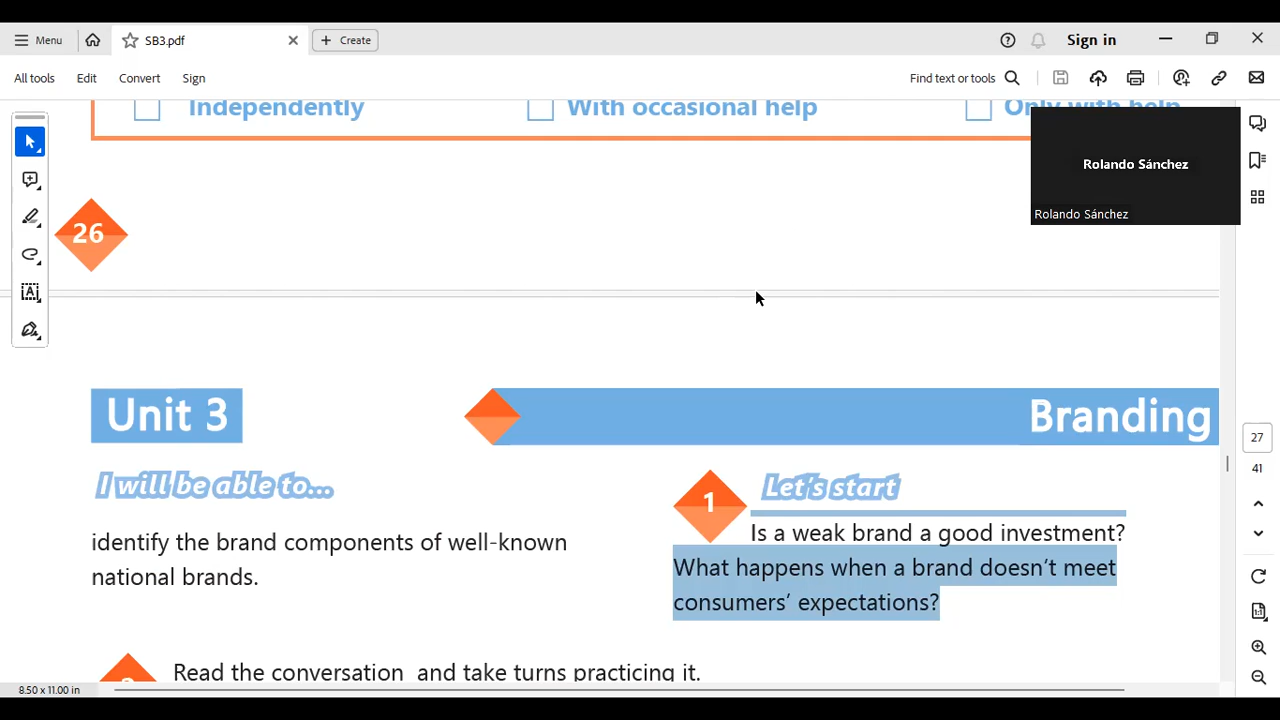 Menu
SB3.pdf
Create
Sign in
All tools
Edit
Convert
Sign
Find text or tools
Independently
With occasional help
Only with help
Rolando Sánchez
Rolando Sánchez
26
Unit 3
Branding
I will be able to...
identify the brand components of well-known
national brands.
1
Let's start
Is a weak brand a good investment?
What happens when a brand doesn’t meet
consumers’ expectations?
Read the conversation and take turns practicing it.
27
41
8.50 x 11.00 in